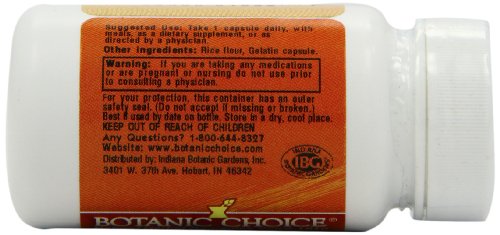 Suggested Use: Take 1 capsule daily, with
meals, as a dietary supplement, or as
directed by a physician.
Other Ingredients: Rice flour, Gelatin capsule.
Warning: If you are taking any medications
or are pregnant or nursing do not use prior
to consulting a physician.
For your protection, this container has an outer
safety seal. (Do not accept if missing or broken.)
Best if used by date on bottle. Store in a dry, cool place.
KEEP OUT OF REACH OF CHILDREN
Any Questions? 1-800-644-8327
Website: www.botanicchoice.com
Distributed by: Indiana Botanic Gardens, Inc.
3401 W. 37th Ave. Hobart, IN 46342
INDIANA
IBG
BOTANIC GARDENS
BOTANIC CHOICE®